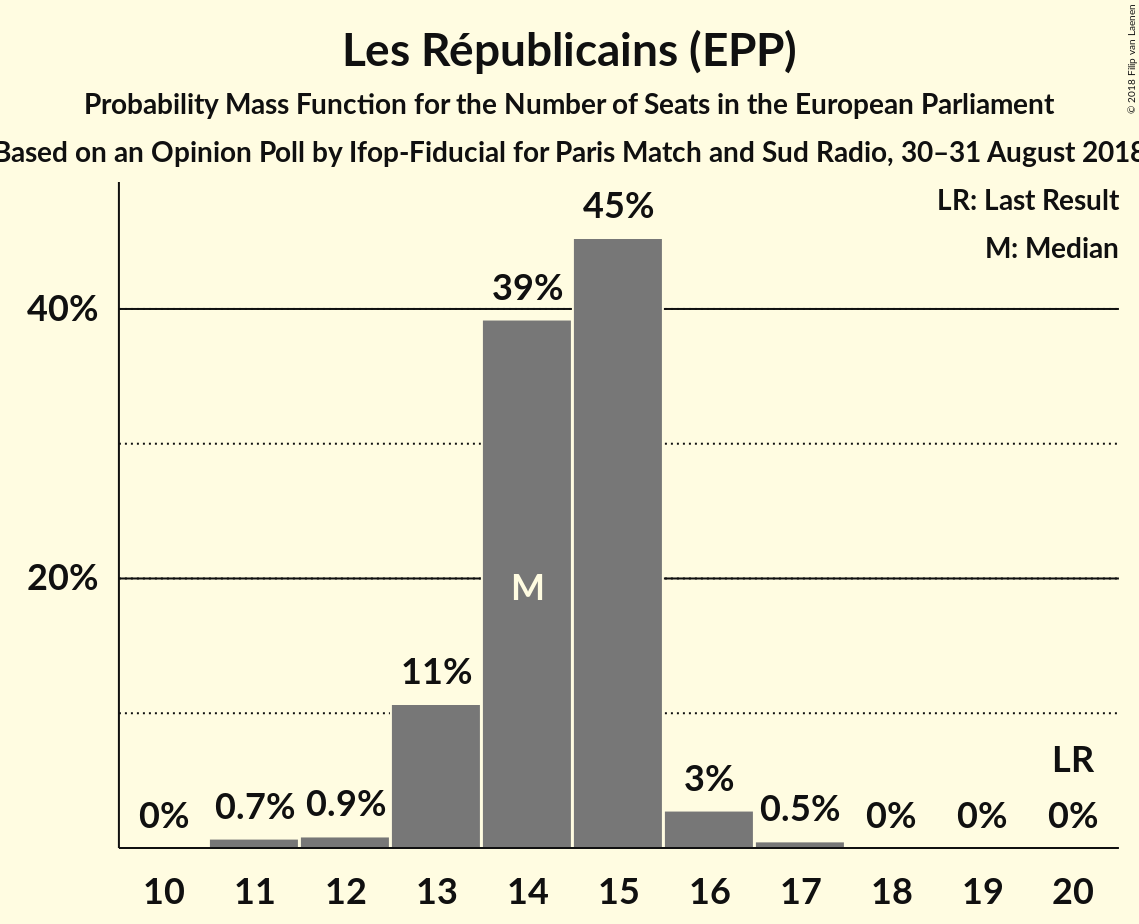 Les Républicains (EPP)
Probability Mass Function for the Number of Seats in the European Parliament
Based on an Opinion Poll by Ifop-Fiducial for Paris Match and Sud Radio, 30–31 August 2018
© 2018 Filip van Laenen
LR: Last Result
M: Median
40%
20%
0% 0.7% 0.9% 11% 39% 45% 3% 0.5% 0% 0% 0%
M
LR
10 11 12 13 14 15 16 17 18 19 20